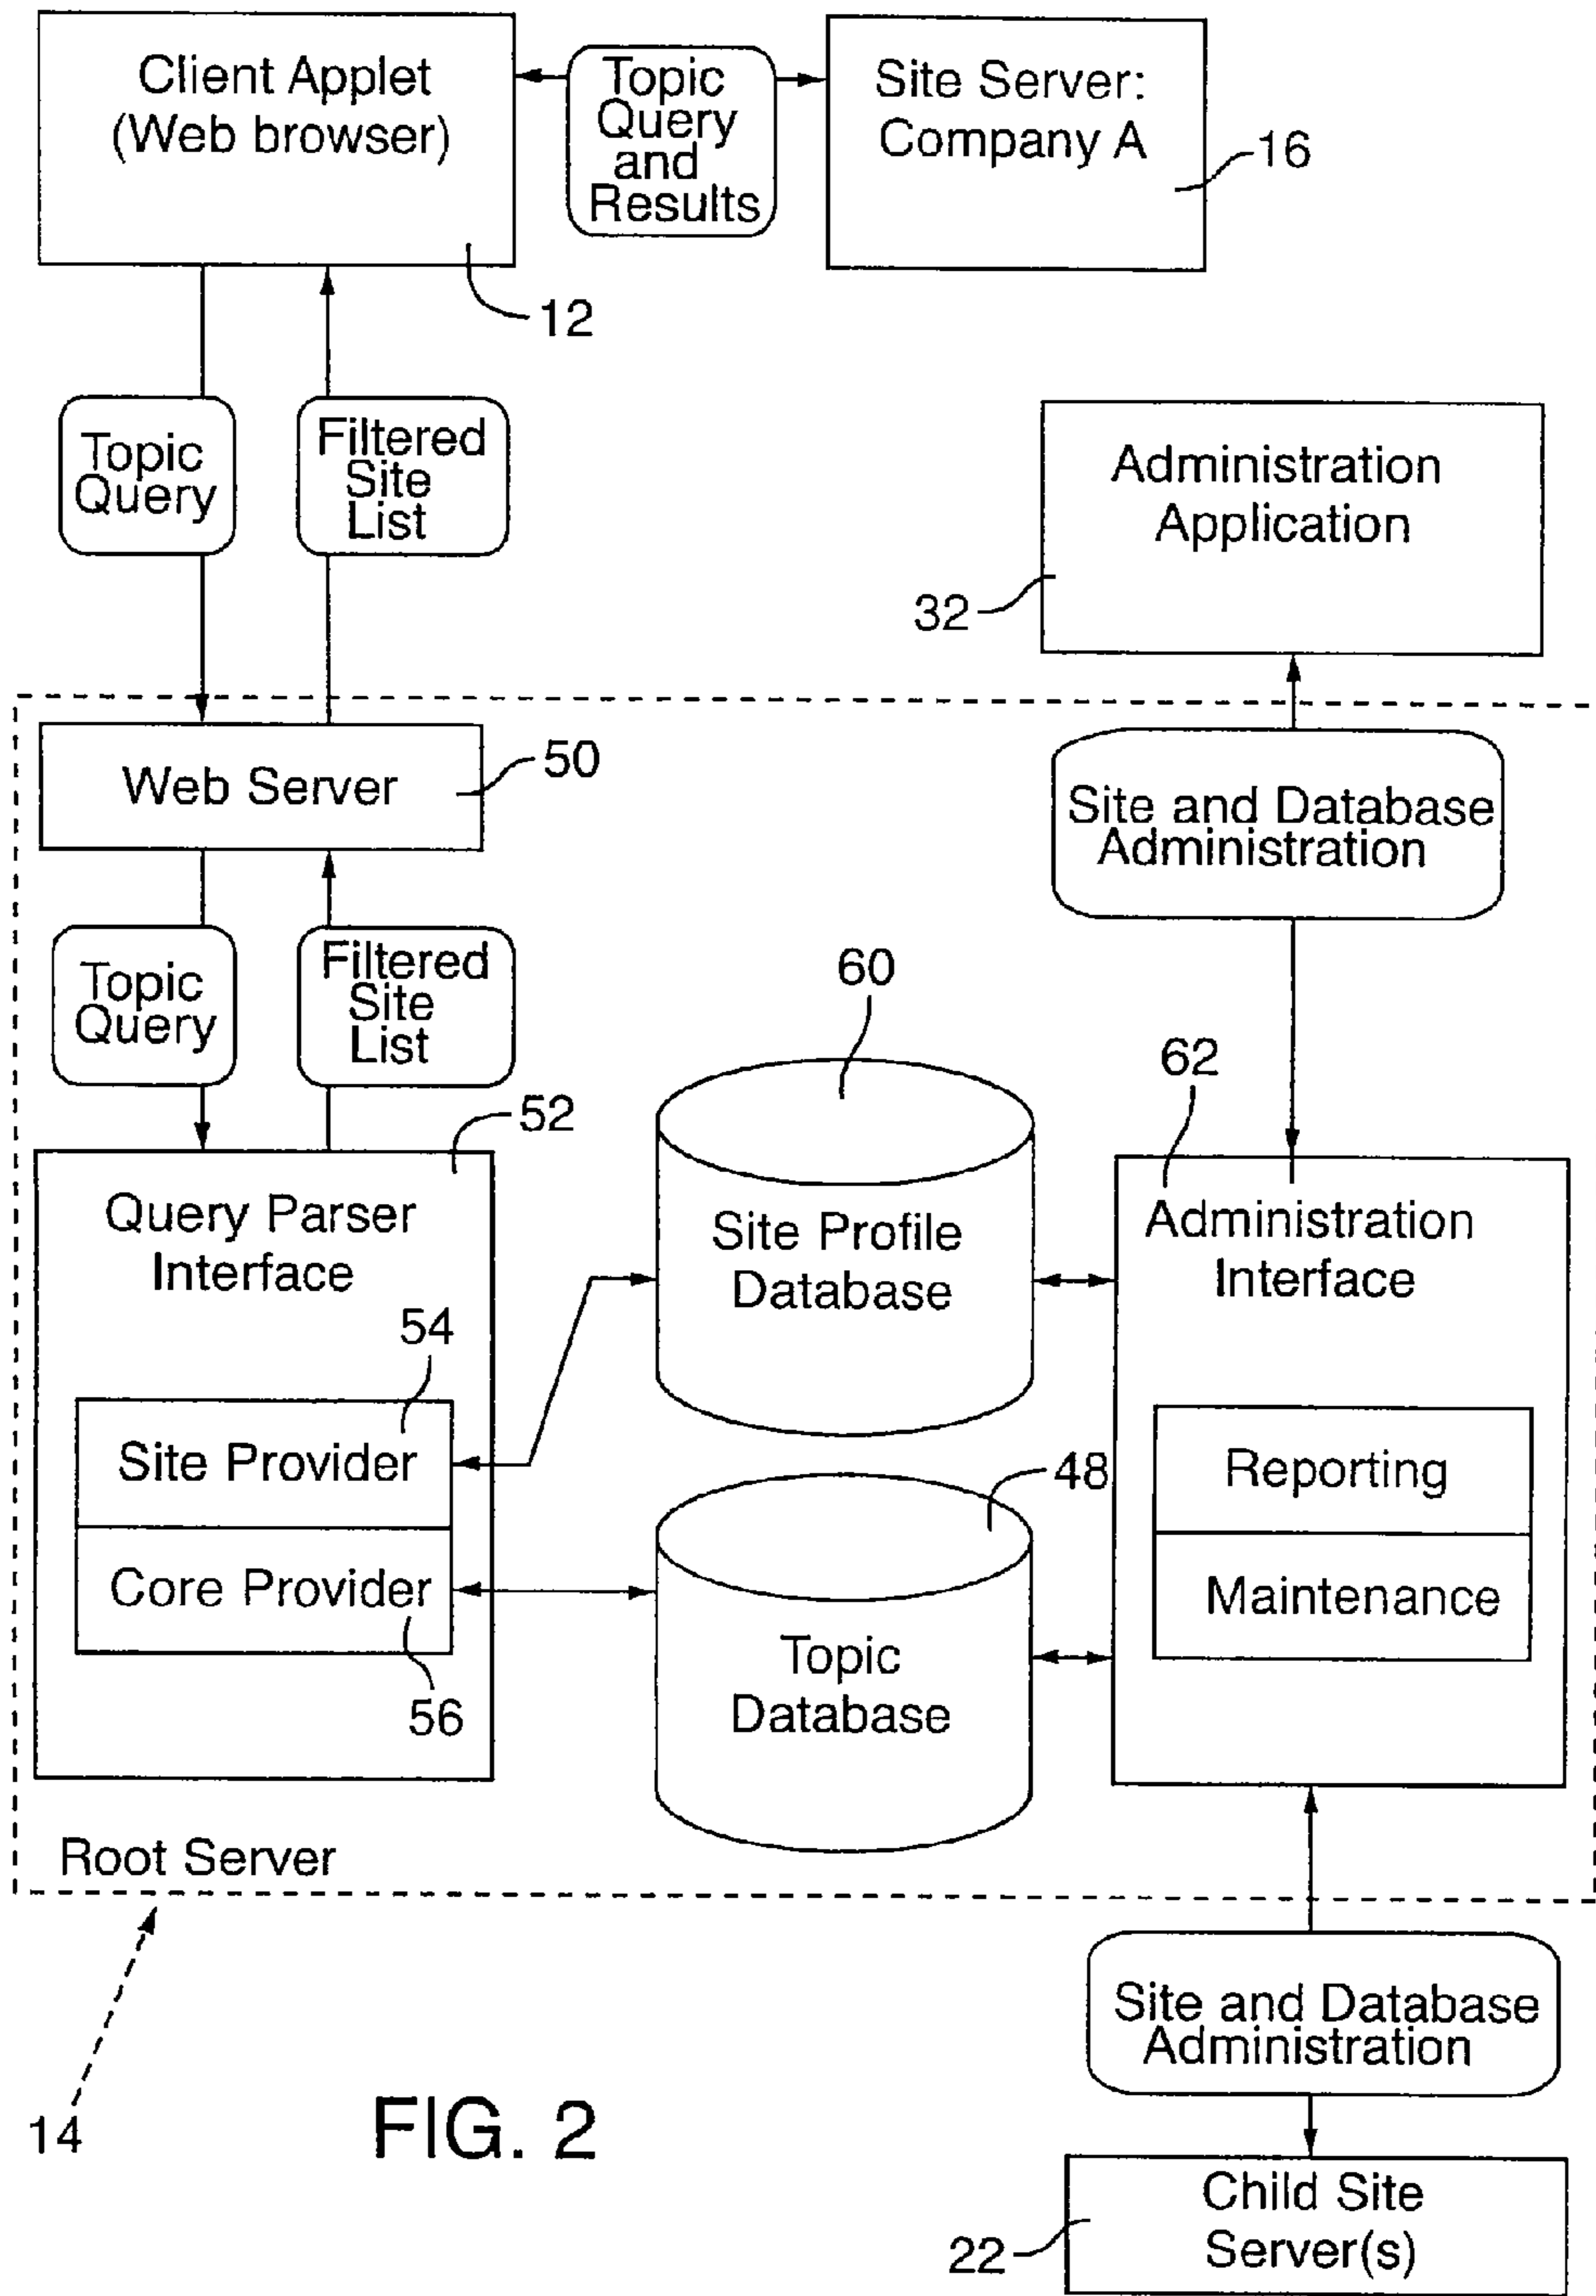 Client Applet
(Web browser)
Topic
Query
and
Results
Site Server:
Company A
16
12
Topic
Query
Filtered
Site
List
Administration
Application
32
Web Server
50
Site and Database
Administration
Topic
Query
Filtered
Site
List
60
62
52
Query Parser
Interface
Site Profile
Database
Administration
Interface
54
Site Provider
48
Reporting
Core Provider
Maintenance
56
Topic
Database
Root Server
Site and Database
Administration
14
FIG. 2
Child Site
Server(s)
22